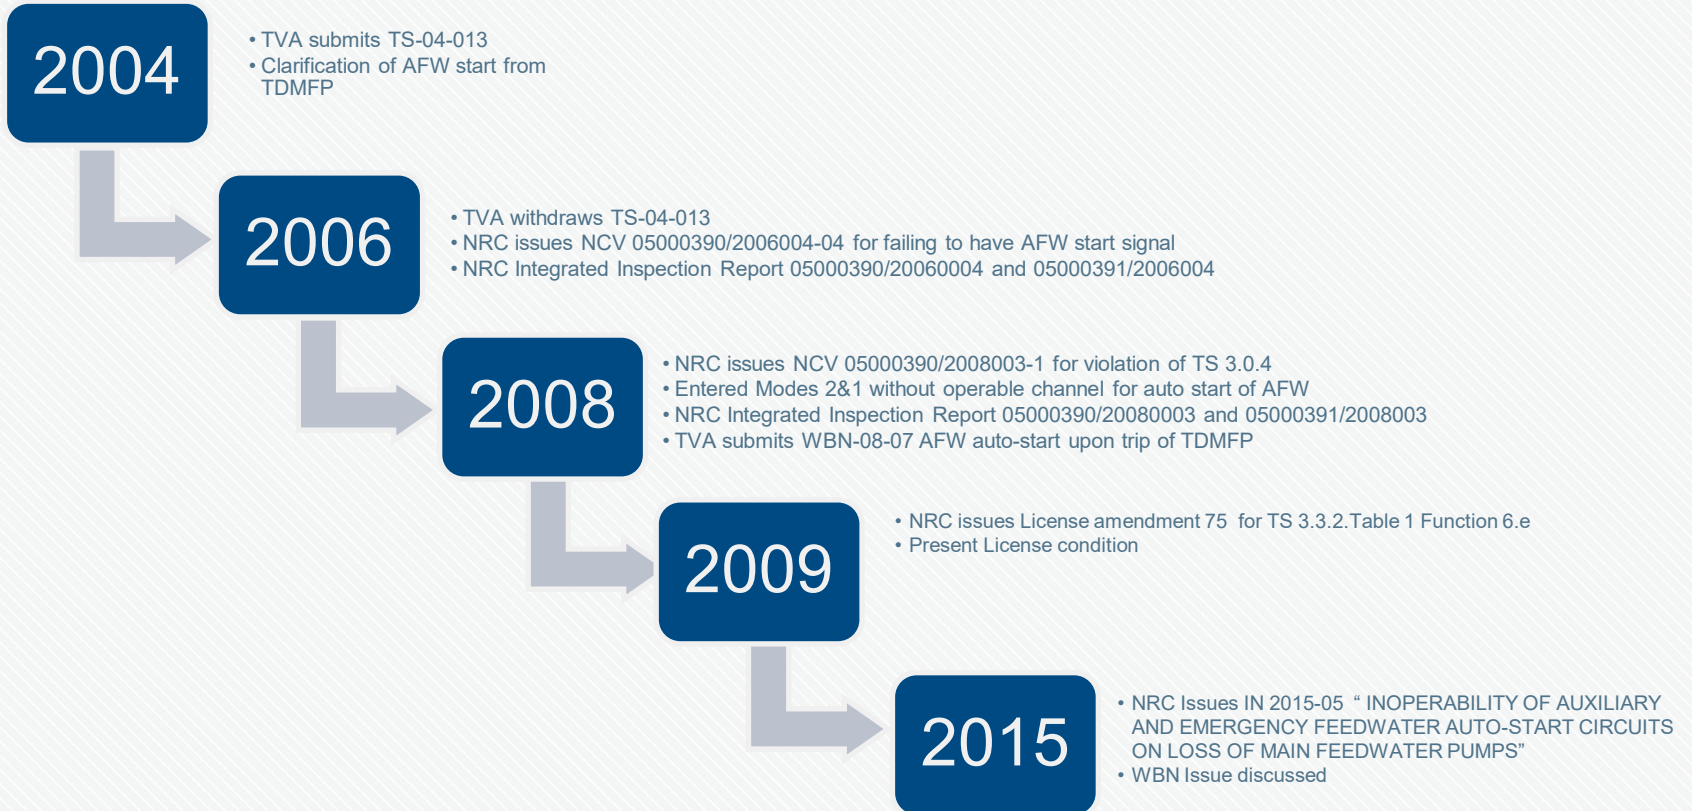 2004
• TVA submits TS-04-013
• Clarification of AFW start from
TDMFP
2006
• TVA withdraws TS-04-013
• NRC issues NCV 05000390/2006004-04 for failing to have AFW start signal
• NRC Integrated Inspection Report 05000390/20060004 and 05000391/2006004
2008
• NRC issues NCV 05000390/2008003-1 for violation of TS 3.0.4
• Entered Modes 2&1 without operable channel for auto start of AFW
• NRC Integrated Inspection Report 05000390/20080003 and 05000391/2008003
• TVA submits WBN-08-07 AFW auto-start upon trip of TDMFP
2009
• NRC issues License amendment 75 for TS 3.3.2.Table 1 Function 6.e
• Present License condition
2015
• NRC Issues IN 2015-05 “ INOPERABILITY OF AUXILIARY
AND EMERGENCY FEEDWATER AUTO-START CIRCUITS
ON LOSS OF MAIN FEEDWATER PUMPS”
• WBN Issue discussed